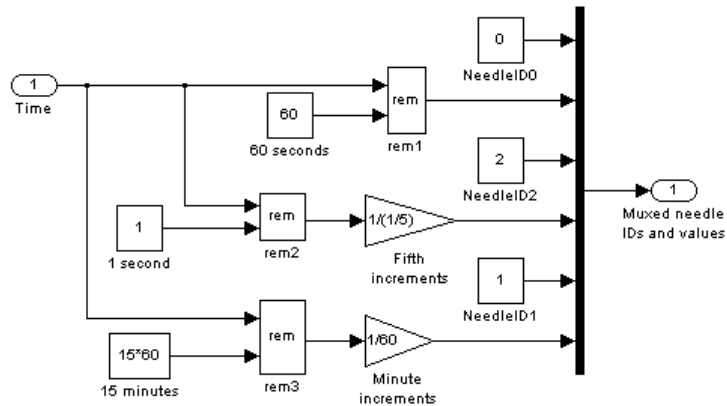 0
NeedleID0
1
Time
rem
60
60 seconds
rem1
2
NeedleID2
1
Muxed needle
IDs and values
rem
1/(1/5)
1
1 second
rem2
Fifth
increments
1
NeedleID1
rem
1/60
15*60
15 minutes
rem3
Minute
increments